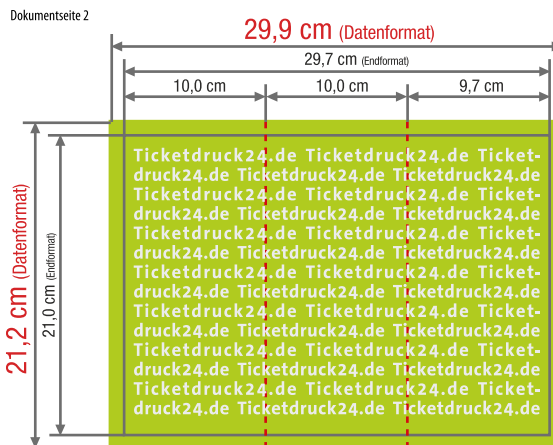 Dokumentseite 2
29,9 cm (Datenformat)
29,7 cm (Endformat)
10,0 cm 10,0 cm 9,7 cm
21,2 cm (Datenformat)
21,0 cm (Endformat)
Ticketdruck24.de Ticketdruck24.de Ticket-
druck24.de Ticketdruck24.de Ticketdruck24.de
Ticketdruck24.de Ticketdruck24.de Ticket-
druck24.de Ticketdruck24.de Ticketdruck24.de
Ticketdruck24.de Ticketdruck24.de Ticket-
druck24.de Ticketdruck24.de Ticketdruck24.de
Ticketdruck24.de Ticketdruck24.de Ticket-
druck24.de Ticketdruck24.de Ticketdruck24.de
Ticketdruck24.de Ticketdruck24.de Ticket-
druck24.de Ticketdruck24.de Ticketdruck24.de
Ticketdruck24.de Ticketdruck24.de Ticket-
druck24.de Ticketdruck24.de Ticketdruck24.de
Ticketdruck24.de Ticketdruck24.de Ticket-
druck24.de Ticketdruck24.de Ticketdruck24.de